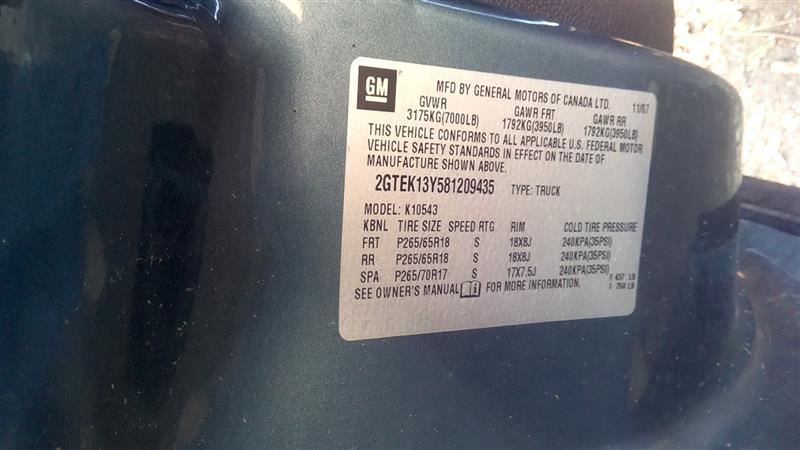 GM
MFD BY GENERAL MOTORS OF CANADA LTD. 11/07
GVWR GAWR FRT GAWR RR
3175KG(7000LB) 1792KG(3950LB) 1792KG(3950LB)
THIS VEHICLE CONFORMS TO ALL APPLICABLE U.S. FEDERAL MOTOR
VEHICLE SAFETY STANDARDS IN EFFECT ON THE DATE OF
MANUFACTURE SHOWN ABOVE.
2GTEK13Y581209435 TYPE: TRUCK
MODEL: K10543
KBNL TIRE SIZE SPEED RTG RIM COLD TIRE PRESSURE
FRT P265/65R18 S 18X8J 240KPA(35PSI)
RR P265/65R18 S 18X8J 240KPA(35PSI)
SPA P265/70R17 S 17X7.5J 240KPA(35PSI)
F 437 LB
SEE OWNER'S MANUAL FOR MORE INFORMATION.
750 LB